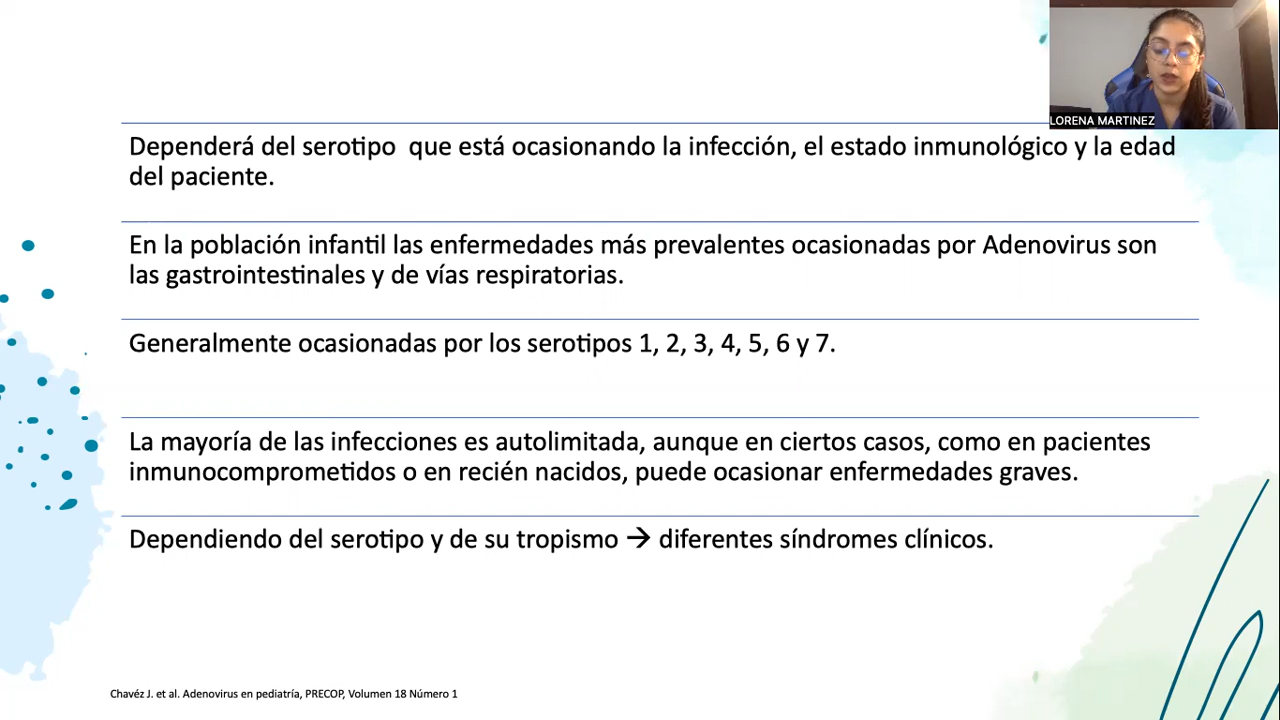 LORENA MARTINEZ
Dependerá del serotipo  que está ocasionando la infección, el estado inmunológico y la edad
del paciente.
En la población infantil las enfermedades más prevalentes ocasionadas por Adenovirus son
las gastrointestinales y de vías respiratorias.
Generalmente ocasionadas por los serotipos 1, 2, 3, 4, 5, 6 y 7.
La mayoría de las infecciones es autolimitada, aunque en ciertos casos, como en pacientes
inmunocomprometidos o en recién nacidos, puede ocasionar enfermedades graves.
Dependiendo del serotipo y de su tropismo → diferentes síndromes clínicos.
Chavéz J. et al. Adenovirus en pediatría, PRECOP, Volumen 18 Número 1